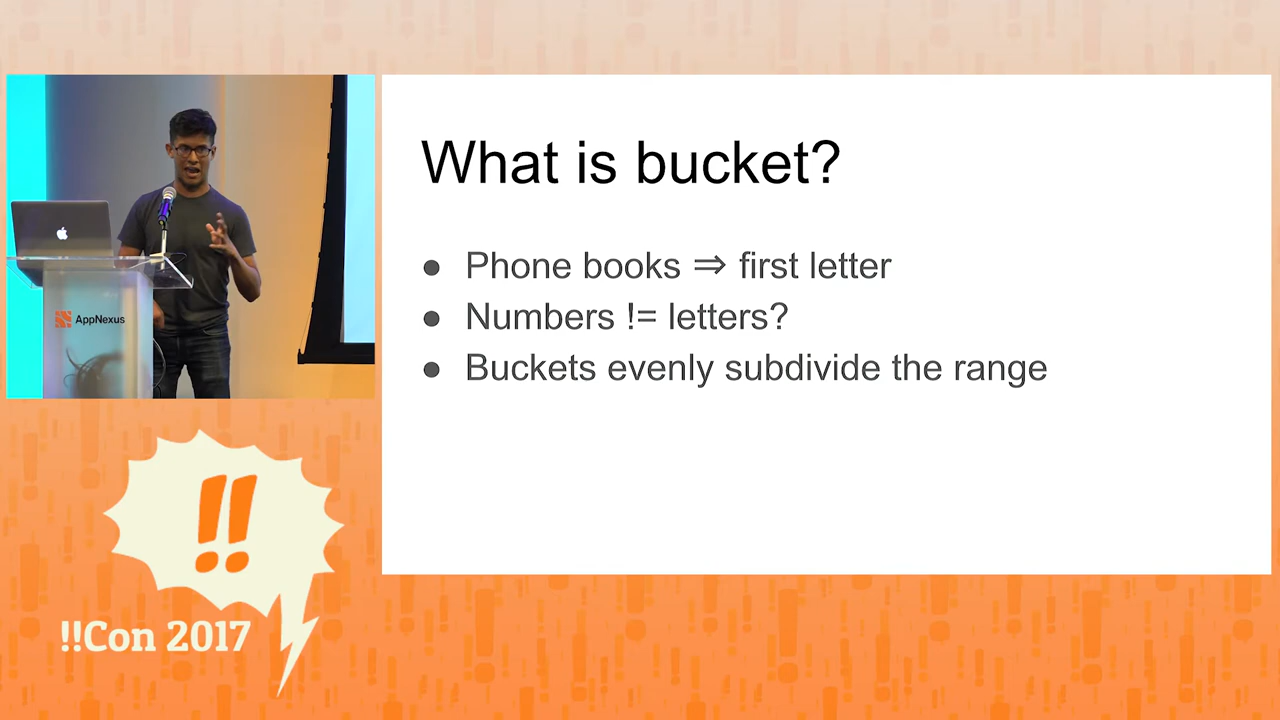 What is bucket?
● Phone books ⇒ first letter
● Numbers != letters?
● Buckets evenly subdivide the range
AppNexus
!!
!!Con 2017